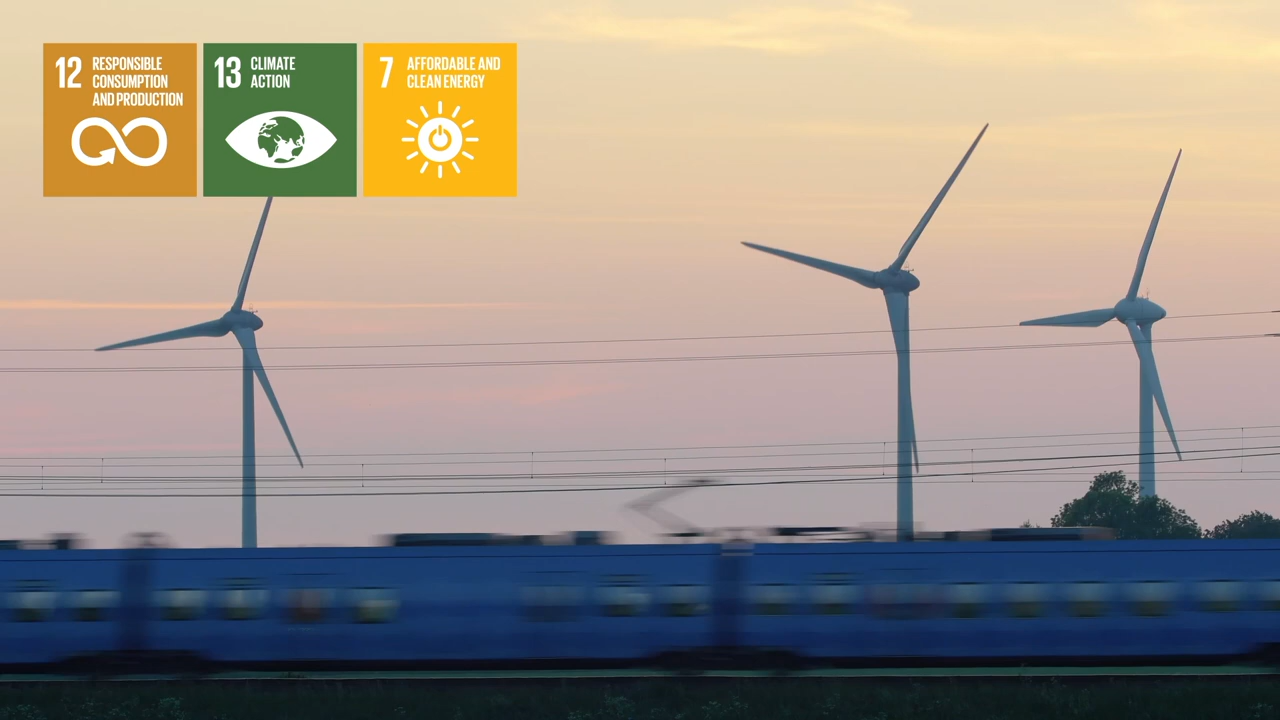 12 RESPONSIBLE
CONSUMPTION
AND PRODUCTION
13 CLIMATE
ACTION
7 AFFORDABLE AND
CLEAN ENERGY